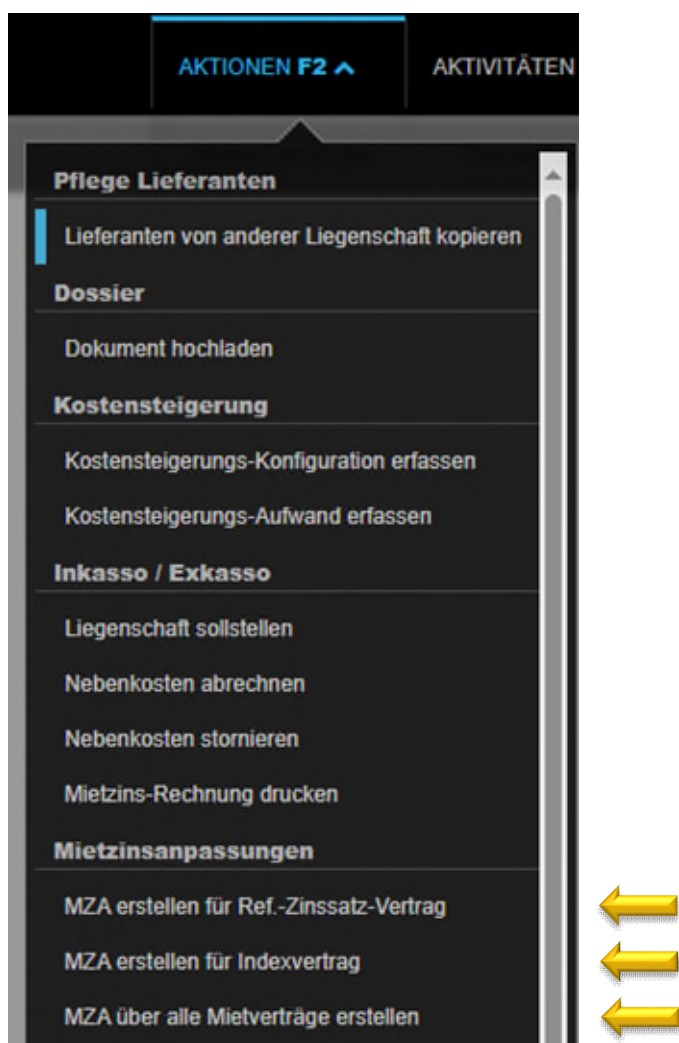 AKTIONEN F2 AKTIVITÄTEN
Pflege Lieferanten
Lieferanten von anderer Liegenschaft kopieren
Dossier
Dokument hochladen
Kostensteigerung
Kostensteigerungs-Konfiguration erfassen
Kostensteigerungs-Aufwand erfassen
Inkasso / Exkasso
Liegenschaft sollstellen
Nebenkosten abrechnen
Nebenkosten stornieren
Mietzins-Rechnung drucken
Mietzinsanpassungen
MZA erstellen für Ref.-Zinssatz-Vertrag
MZA erstellen für Indexvertrag
MZA über alle Mietverträge erstellen